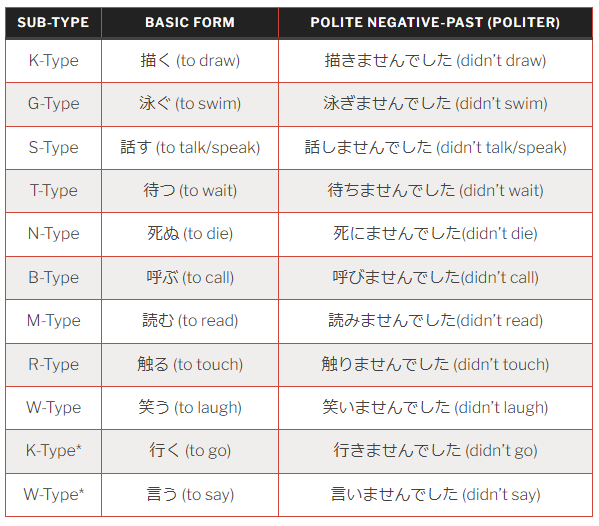 SUB-TYPE BASIC FORM POLITE NEGATIVE-PAST (POLITER)
K-Type 描く (to draw) 描きませんでした (didn’t draw)
G-Type 泳ぐ (to swim) 泳ぎませんでした (didn’t swim)
S-Type 話す (to talk/speak) 話しませんでした (didn’t talk/speak)
T-Type 待つ (to wait) 待ちませんでした (didn’t wait)
N-Type 死ぬ (to die) 死にませんでした(didn’t die)
B-Type 呼ぶ (to call) 呼びませんでした(didn’t call)
M-Type 読む (to read) 読みませんでした(didn’t read)
R-Type 触る (to touch) 触りませんでした (didn’t touch)
W-Type 笑う (to laugh) 笑いませんでした (didn’t laugh)
K-Type* 行く (to go) 行きませんでした (didn’t go)
W-Type* 言う (to say) 言いませんでした (didn’t say)